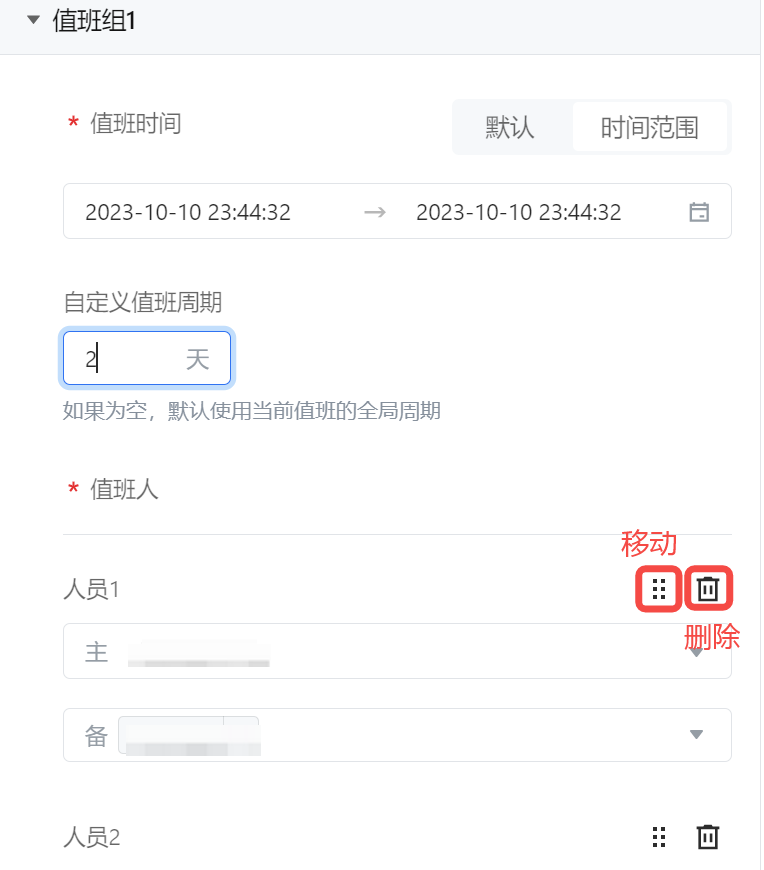 值班组1
* 值班时间
默认 时间范围
2023-10-10 23:44:32 → 2023-10-10 23:44:32
自定义值班周期
2 天
如果为空，默认使用当前值班的全局周期
* 值班人
移动
人员1
删除
主
备
人员2